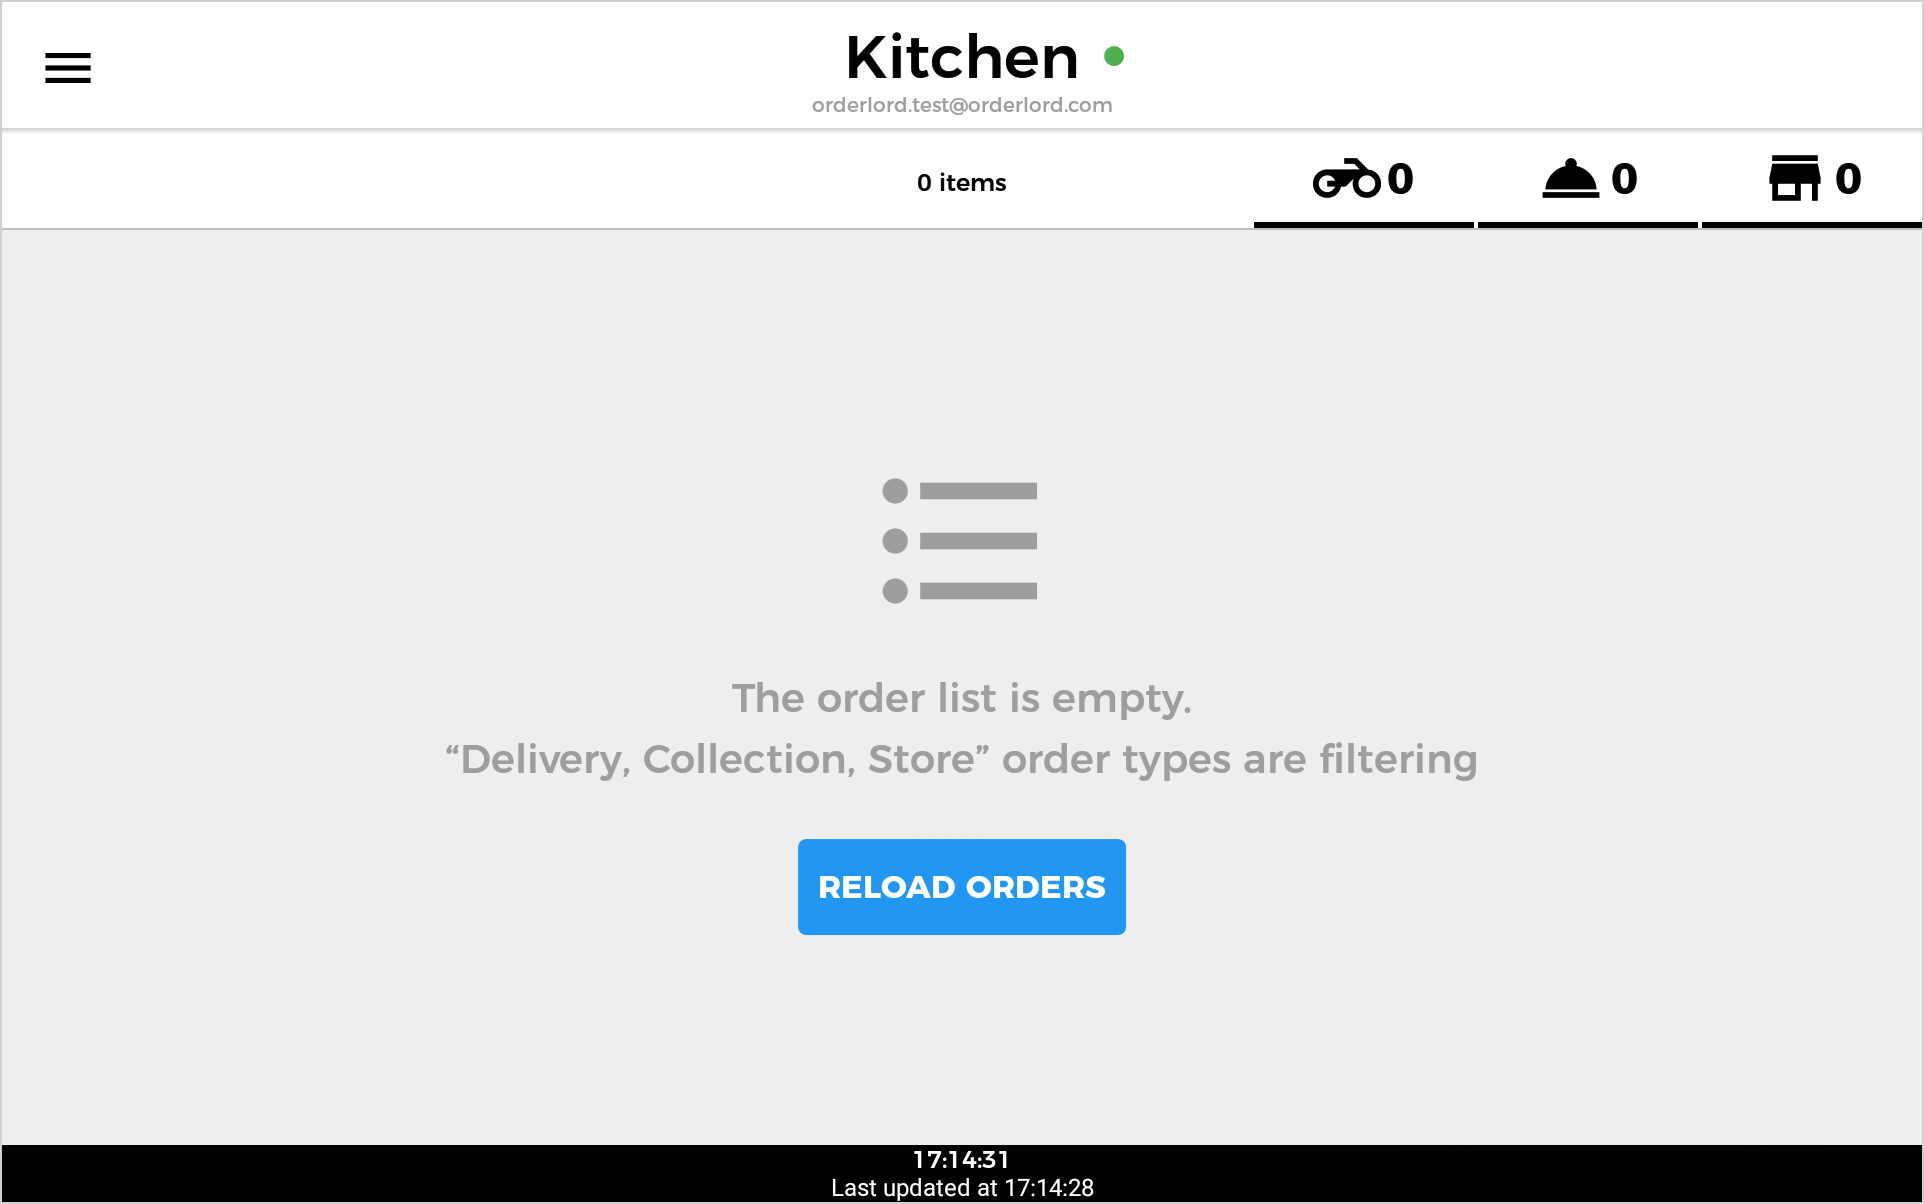 Kitchen
orderlord.test@orderlord.com
0 items
0
0
0
The order list is empty.
“Delivery, Collection, Store” order types are filtering
RELOAD ORDERS
17:14:31
Last updated at 17:14:28